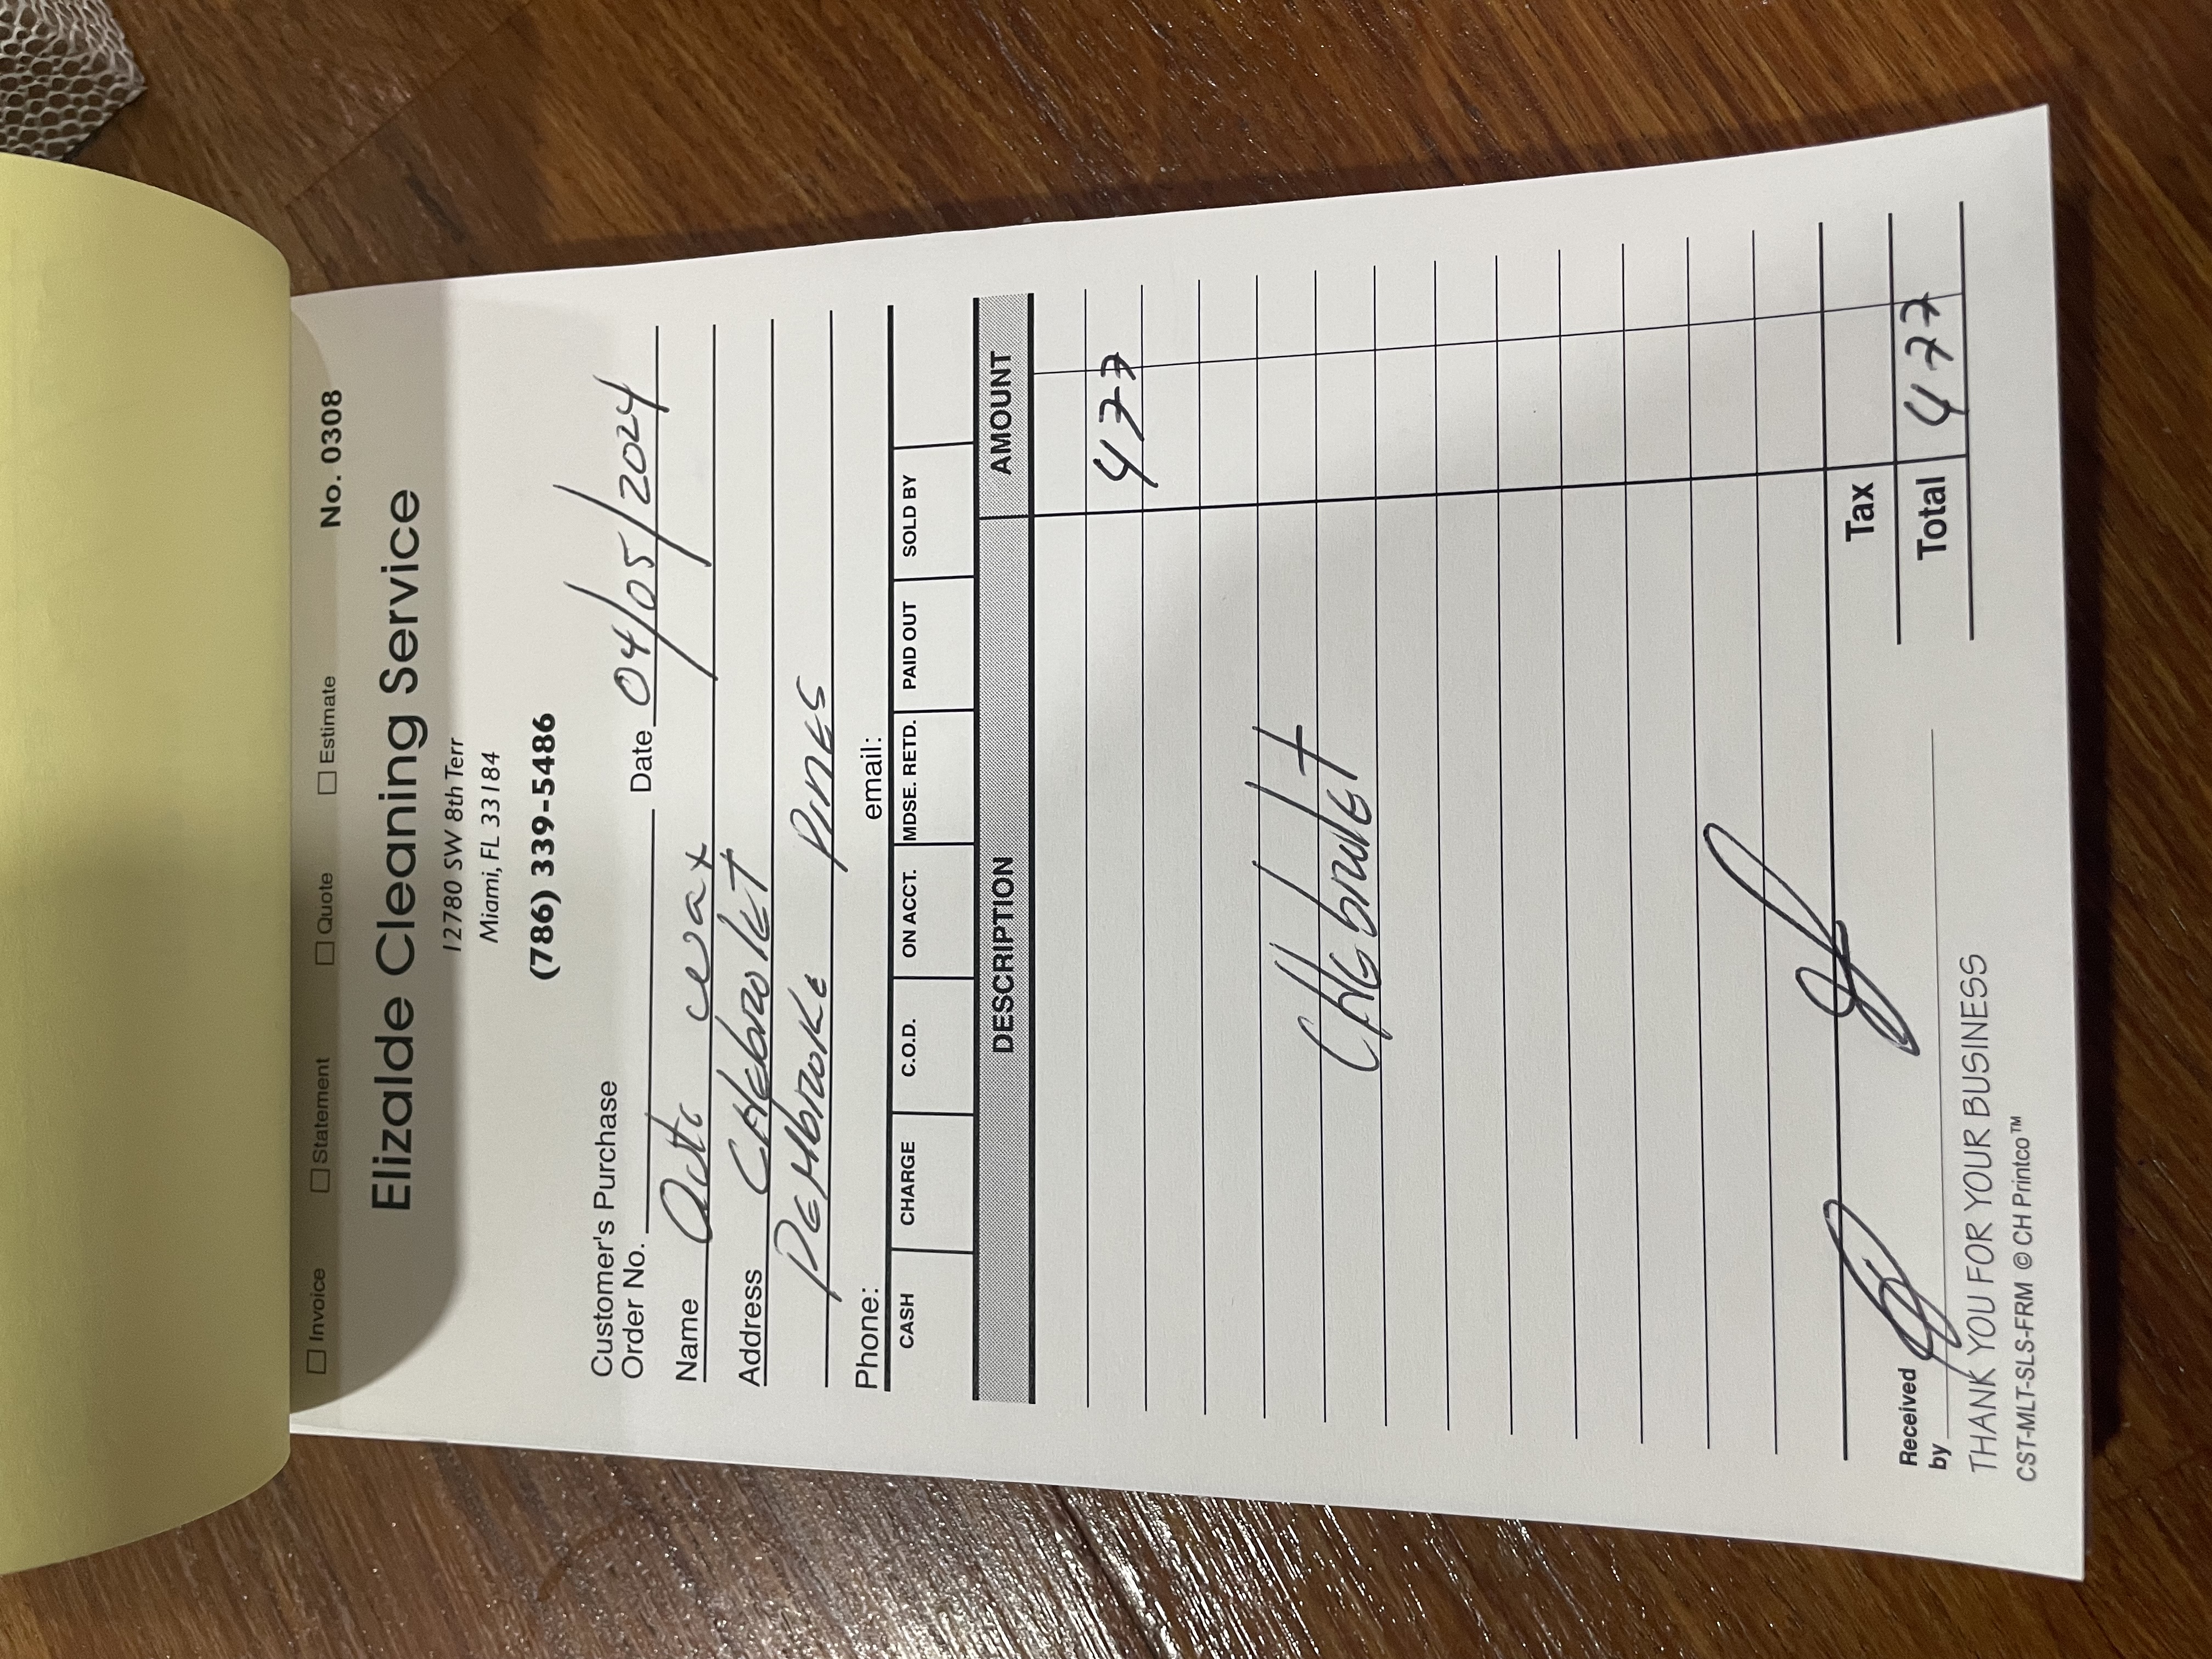 ☐ Invoice ☐ Statement ☐ Quote ☐ Estimate No. 0308
Elizalde Cleaning Service
12780 SW 8th Terr
Miami, FL 33184
(786) 339-5486
Customer's Purchase
Order No. Date 04/05/2024
Name wax
Address CHEbrolET
PEMbrOKE PINES
Phone: email:
CASH CHARGE C.O.D. ON ACCT. MDSE. RETD. PAID OUT SOLD BY
DESCRIPTION AMOUNT
477
CHEbrolET
Tax
Total 477
Received
by
THANK YOU FOR YOUR BUSINESS
CST-MLT-SLS-FRM © CH Printco™